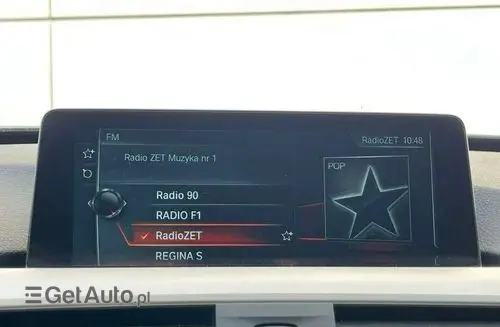 FM
RadioZET 10:48
Radio ZET Muzyka nr 1
POP
Radio 90
RADIO F1
RadioZET
REGINA S
GetAuto.pl